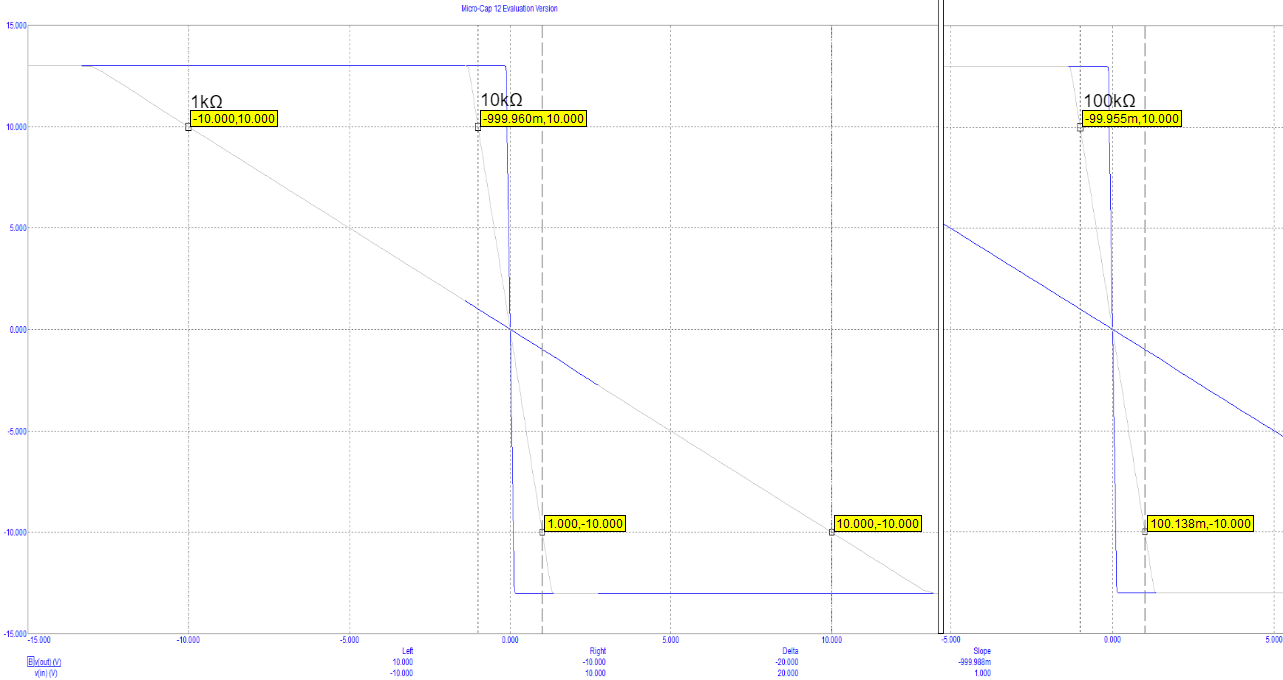 Micro-Cap 12 Evaluation Version
15.000
1kΩ
-10.000,10.000
10kΩ
-999.960m,10.000
100kΩ
-99.955m,10.000
10.000
5.000
0.000
-5.000
1.000,-10.000
10.000,-10.000
100.138m,-10.000
-10.000
-15.000
-15.000 -10.000 -5.000 0.000 5.000 10.000 -5.000 0.000 5.000
Left Right Delta Slope
v(out) (V) 10.000 -10.000 -20.000 -999.988m
v(in) (V) -10.000 10.000 20.000 1.000